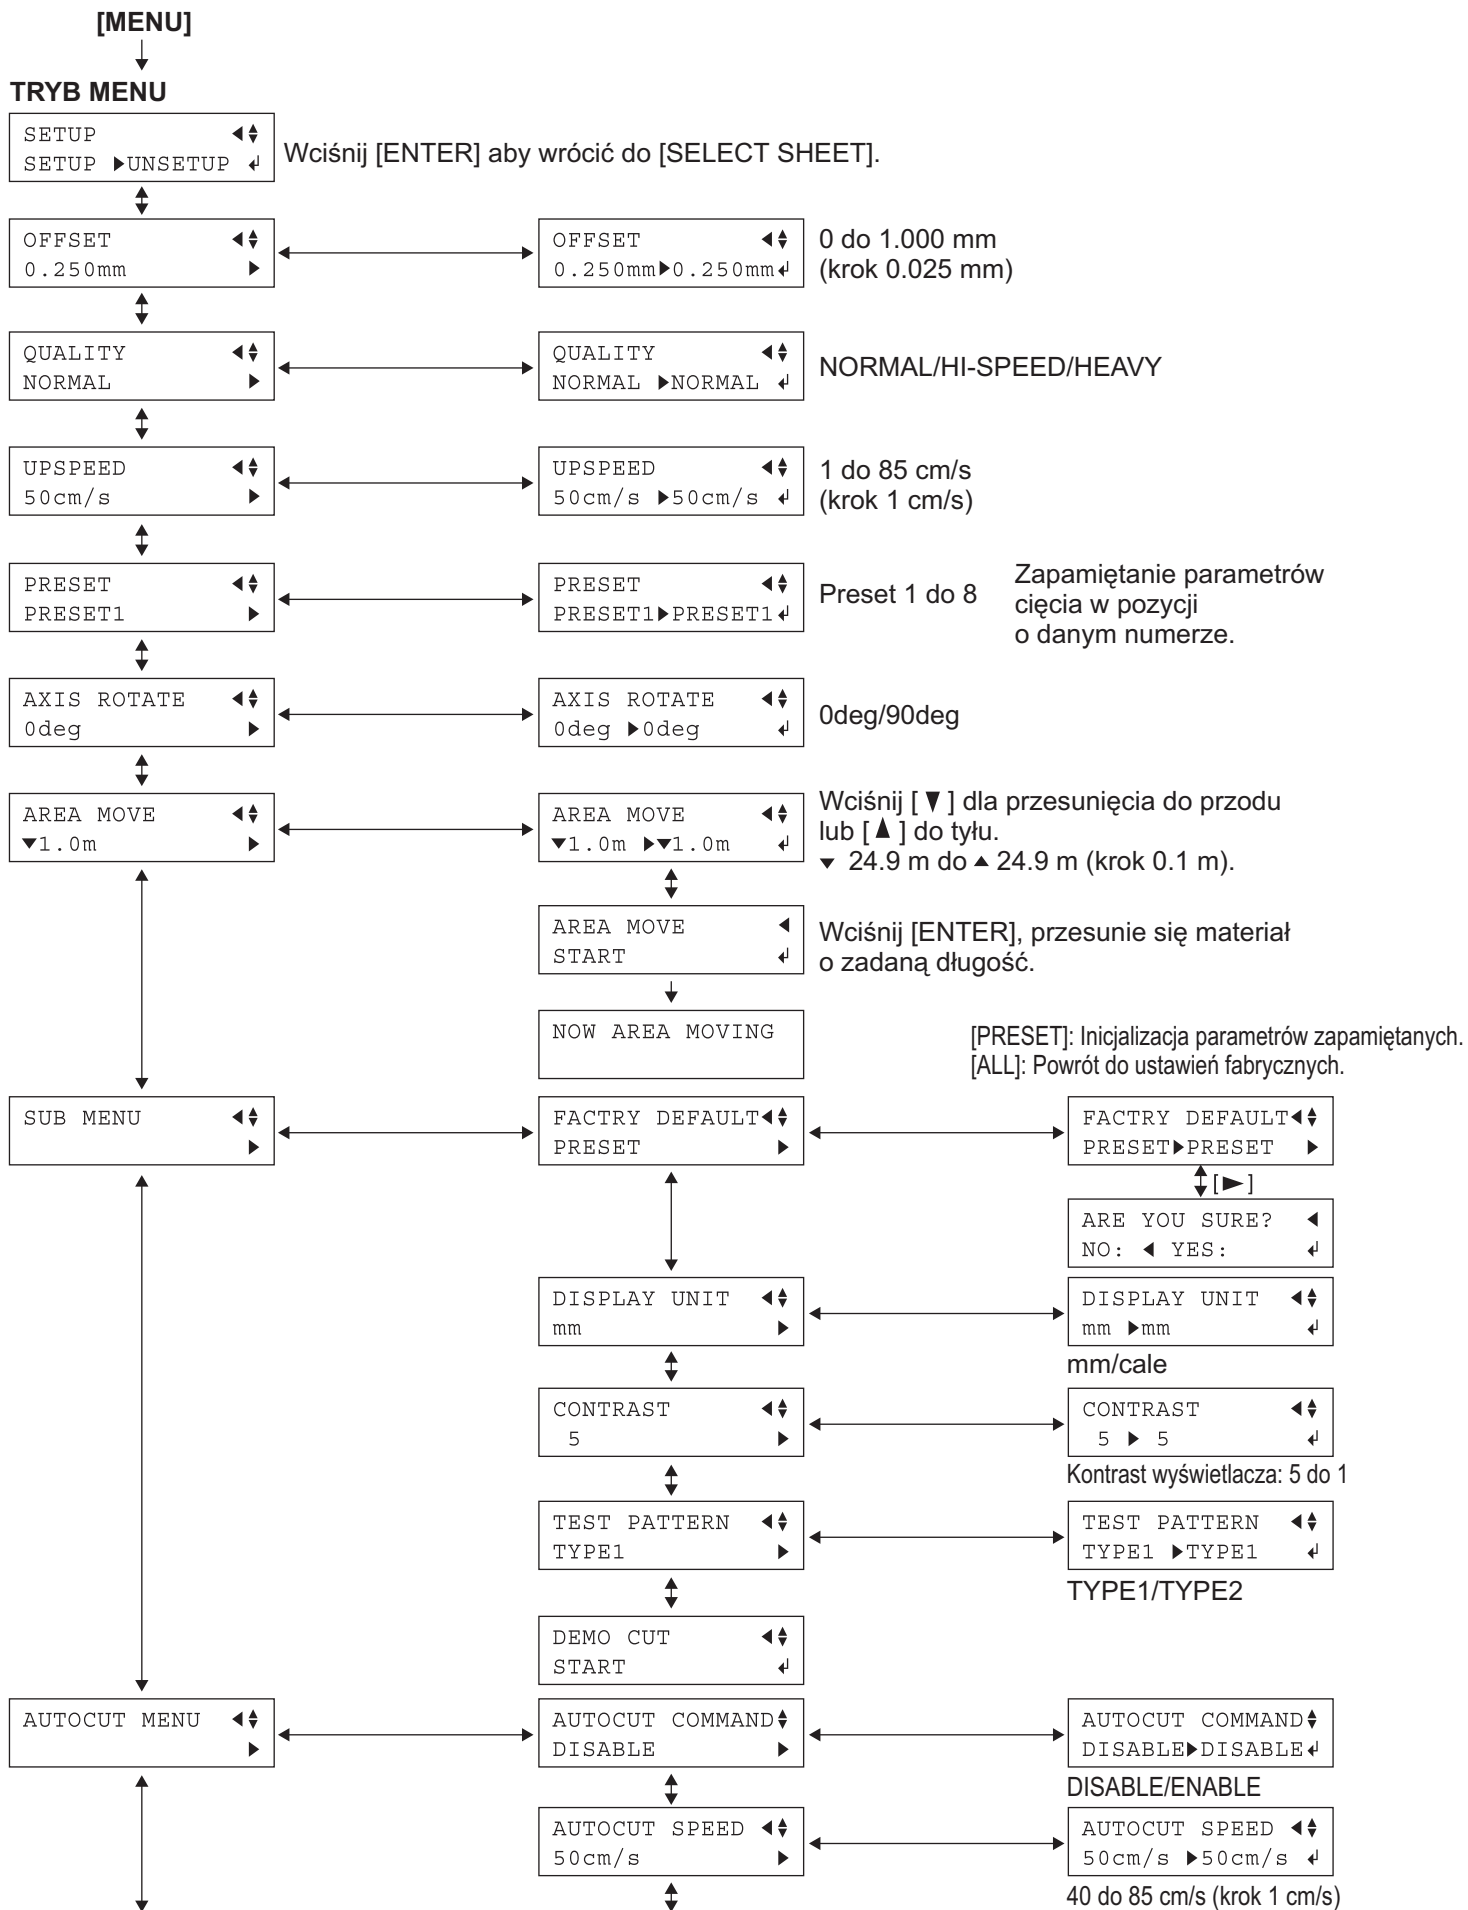 [MENU]
TRYB MENU
SETUP ◀▲▼
SETUP ▶UNSETUP ↲
Wciśnij [ENTER] aby wrócić do [SELECT SHEET].
OFFSET ◀▲▼
0.250mm ▶
OFFSET ◀▲▼
0.250mm▶0.250mm↲
0 do 1.000 mm
(krok 0.025 mm)
QUALITY ◀▲▼
NORMAL ▶
QUALITY ◀▲▼
NORMAL ▶NORMAL ↲
NORMAL/HI-SPEED/HEAVY
UPSPEED ◀▲▼
50cm/s ▶
UPSPEED ◀▲▼
50cm/s ▶50cm/s ↲
1 do 85 cm/s
(krok 1 cm/s)
PRESET ◀▲▼
PRESET1 ▶
PRESET ◀▲▼
PRESET1▶PRESET1↲
Preset 1 do 8
Zapamiętanie parametrów
cięcia w pozycji
o danym numerze.
AXIS ROTATE ◀▲▼
0deg ▶
AXIS ROTATE ◀▲▼
0deg ▶0deg ↲
0deg/90deg
AREA MOVE ◀▲▼
▼1.0m ▶
AREA MOVE ◀▲▼
▼1.0m ▶▼1.0m ↲
Wciśnij [▼] dla przesunięcia do przodu
lub [▲] do tyłu.
▼ 24.9 m do ▲ 24.9 m (krok 0.1 m).
AREA MOVE ◀
START ↲
Wciśnij [ENTER], przesunie się materiał
o zadaną długość.
NOW AREA MOVING
[PRESET]: Inicjalizacja parametrów zapamiętanych.
[ALL]: Powrót do ustawień fabrycznych.
SUB MENU ◀▲▼
▶
FACTRY DEFAULT◀▲▼
PRESET ▶
FACTRY DEFAULT◀▲▼
PRESET▶PRESET ▶
[▶]
ARE YOU SURE? ◀
NO: ◀ YES: ↲
DISPLAY UNIT ◀▲▼
mm ▶
DISPLAY UNIT ◀▲▼
mm ▶mm ↲
mm/cale
CONTRAST ◀▲▼
5 ▶
CONTRAST ◀▲▼
5 ▶ 5 ↲
Kontrast wyświetlacza: 5 do 1
TEST PATTERN ◀▲▼
TYPE1 ▶
TEST PATTERN ◀▲▼
TYPE1 ▶TYPE1 ↲
TYPE1/TYPE2
DEMO CUT ◀▲▼
START ↲
AUTOCUT MENU ◀▲▼
▶
AUTOCUT COMMAND▲▼
DISABLE ▶
AUTOCUT COMMAND▲▼
DISABLE▶DISABLE↲
DISABLE/ENABLE
AUTOCUT SPEED ◀▲▼
50cm/s ▶
AUTOCUT SPEED ◀▲▼
50cm/s ▶50cm/s ↲
40 do 85 cm/s (krok 1 cm/s)